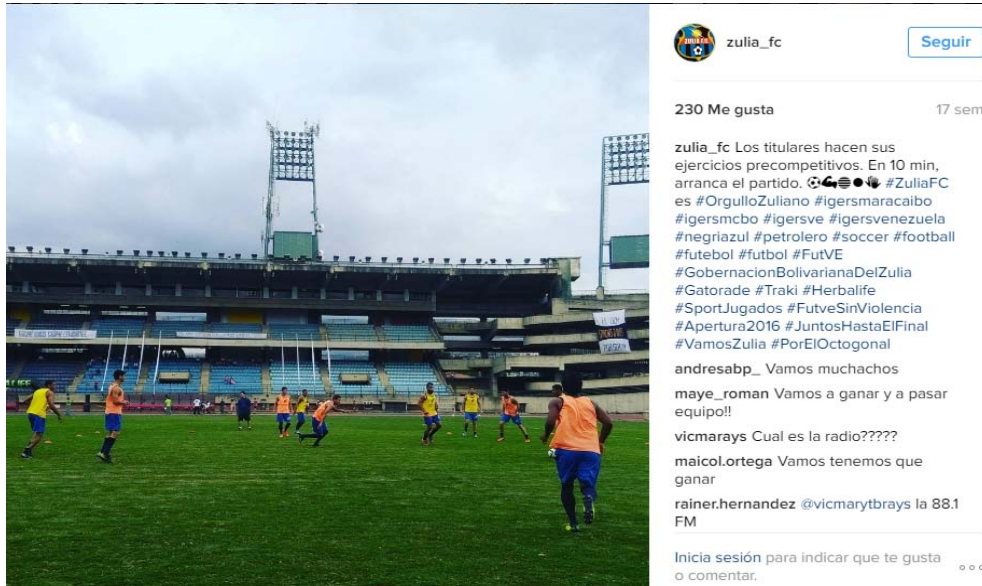 zulia_fc
Seguir
230 Me gusta
17 sem
zulia_fc Los titulares hacen sus
ejercicios precompetitivos. En 10 min,
arranca el partido. ⚽💪 #ZuliaFC
es #OrgulloZuliano #igersmaracaibo
#igersmcbo #igersve #igersvenezuela
#negriazul #petrolero #soccer #football
#futebol #futbol #FutVE
#GobernacionBolivarianaDelZulia
#Gatorade #Traki #Herbalife
#SportJugados #FutveSinViolencia
#Apertura2016 #JuntosHastaElFinal
#VamosZulia #PorElOctogonal
andresabp_ Vamos muchachos
maye_roman Vamos a ganar y a pasar
equipo!!
vicmarays Cual es la radio?????
maicol.ortega Vamos tenemos que
ganar
rainer.hernandez @vicmarytbrays la 88.1
FM
Inicia sesión para indicar que te gusta
o comentar.